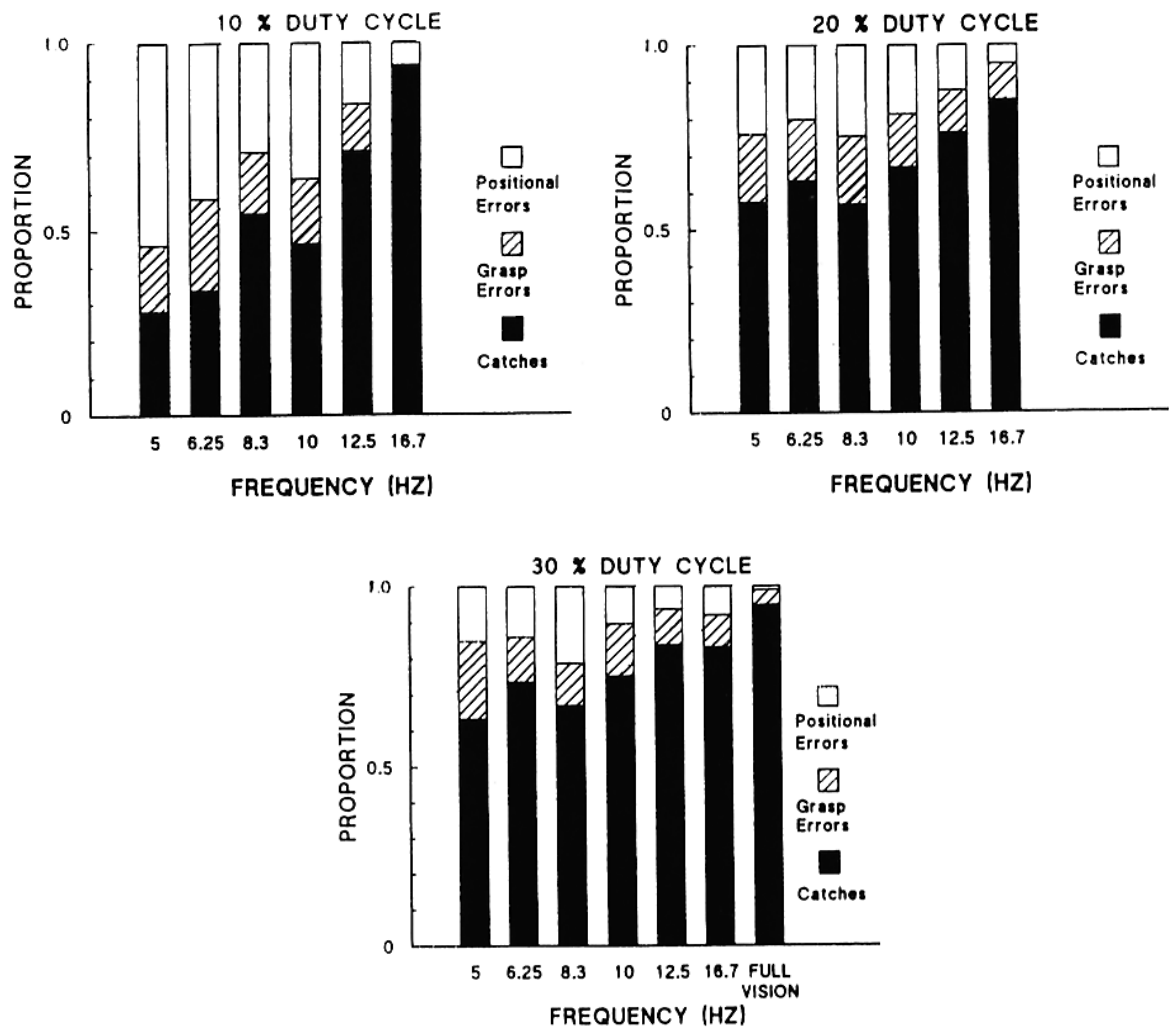 10 % DUTY CYCLE
1.0
0.5
0
PROPORTION
Positional
Errors
Grasp
Errors
Catches
5 6.25 8.3 10 12.5 16.7
FREQUENCY (HZ)
20 % DUTY CYCLE
1.0
0.5
0
PROPORTION
Positional
Errors
Grasp
Errors
Catches
5 6.25 8.3 10 12.5 16.7
FREQUENCY (HZ)
30 % DUTY CYCLE
1.0
0.5
0
PROPORTION
Positional
Errors
Grasp
Errors
Catches
5 6.25 8.3 10 12.5 16.7 FULL
VISION
FREQUENCY (HZ)